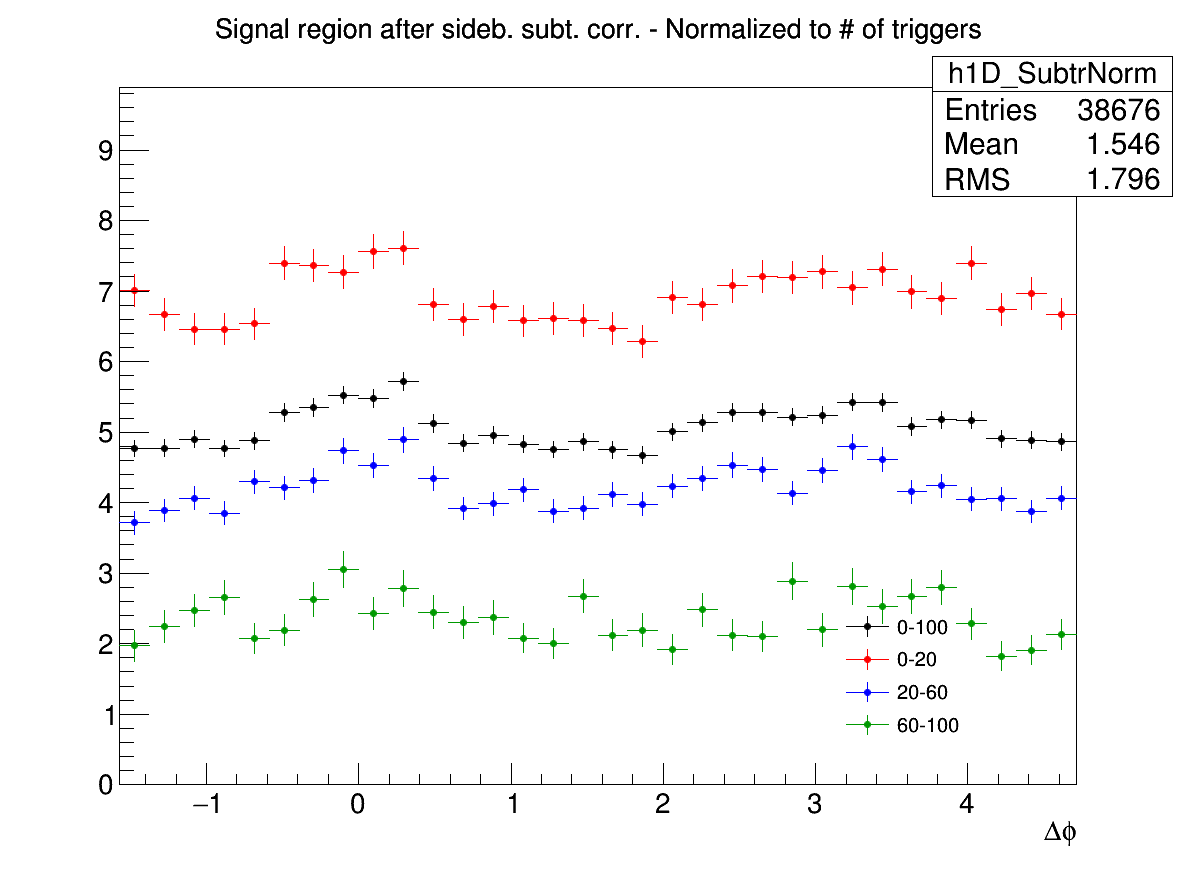 Signal region after sideb. subt. corr. - Normalized to # of triggers
h1D_SubtrNorm
Entries 38676
Mean 1.546
RMS 1.796
9
8
7
6
5
4
3
2
1
0
0-100
0-20
20-60
60-100
−1 0 1 2 3 4
Δϕ